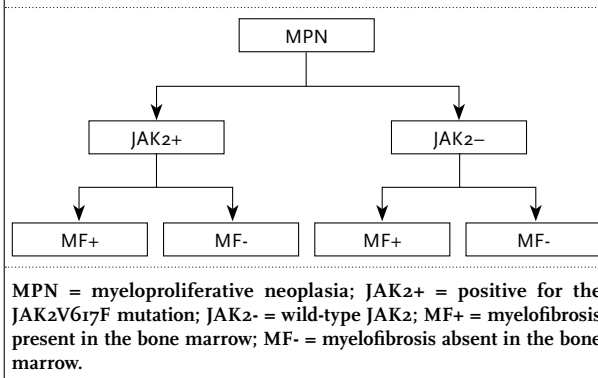 MPN
JAK2+
JAK2–
MF+
MF-
MF+
MF-
MPN = myeloproliferative neoplasia; JAK2+ = positive for the
JAK2V617F mutation; JAK2- = wild-type JAK2; MF+ = myelofibrosis
present in the bone marrow; MF- = myelofibrosis absent in the bone
marrow.